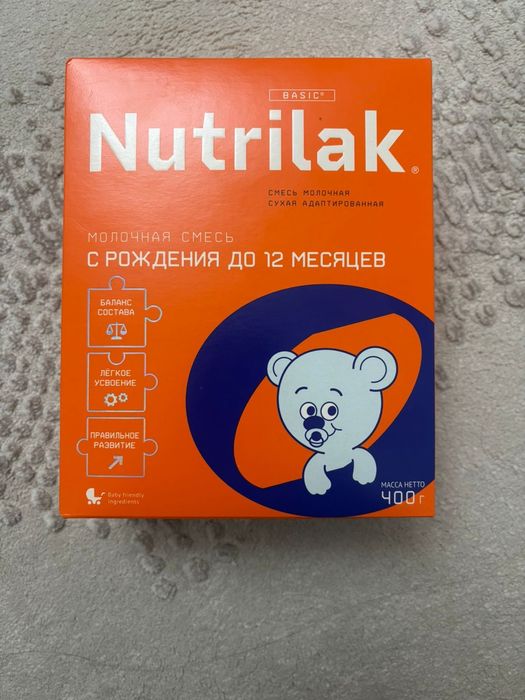 BASIC®
Nutrilak®
СМЕСЬ МОЛОЧНАЯ
СУХАЯ АДАПТИРОВАННАЯ
МОЛОЧНАЯ СМЕСЬ
С РОЖДЕНИЯ ДО 12 МЕСЯЦЕВ
БАЛАНС
СОСТАВА
ЛЁГКОЕ
УСВОЕНИЕ
ПРАВИЛЬНОЕ
РАЗВИТИЕ
Baby friendly
ingredients
МАССА НЕТТО
400 г